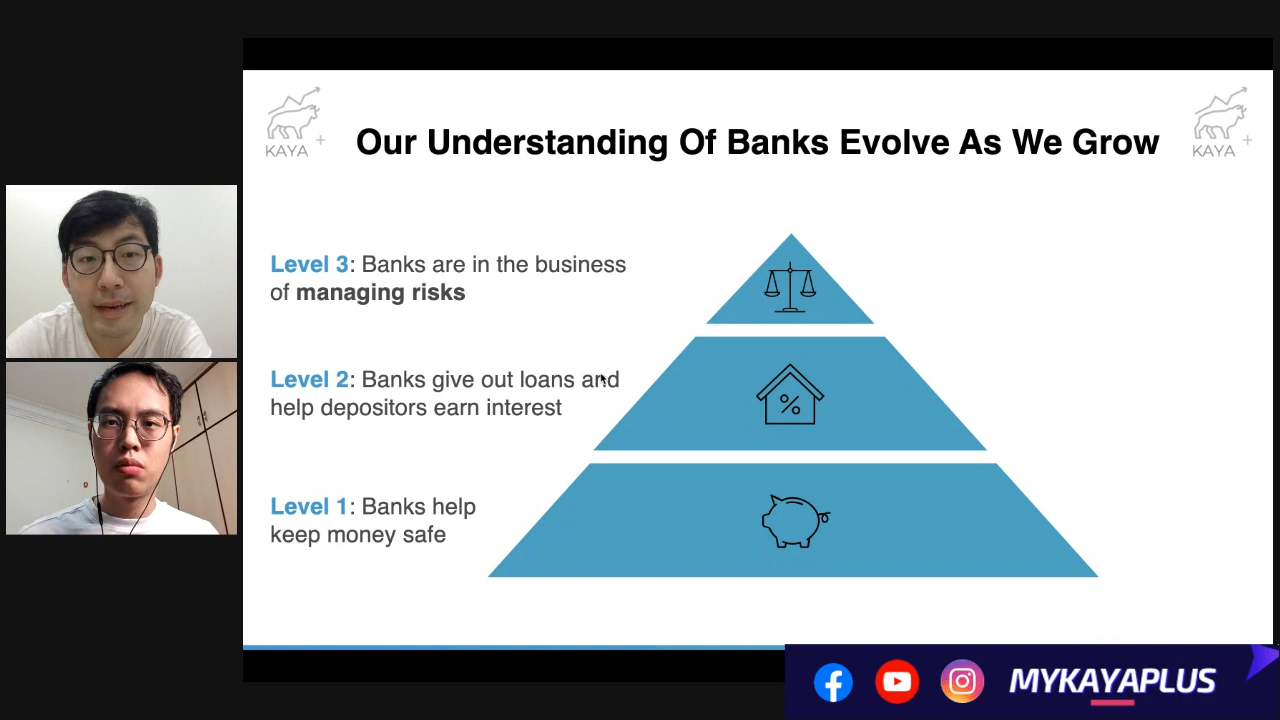 KAYA +
KAYA +
Our Understanding Of Banks Evolve As We Grow
Level 3: Banks are in the business
of managing risks
Level 2: Banks give out loans and
help depositors earn interest
%
Level 1: Banks help
keep money safe
MYKAYAPLUS